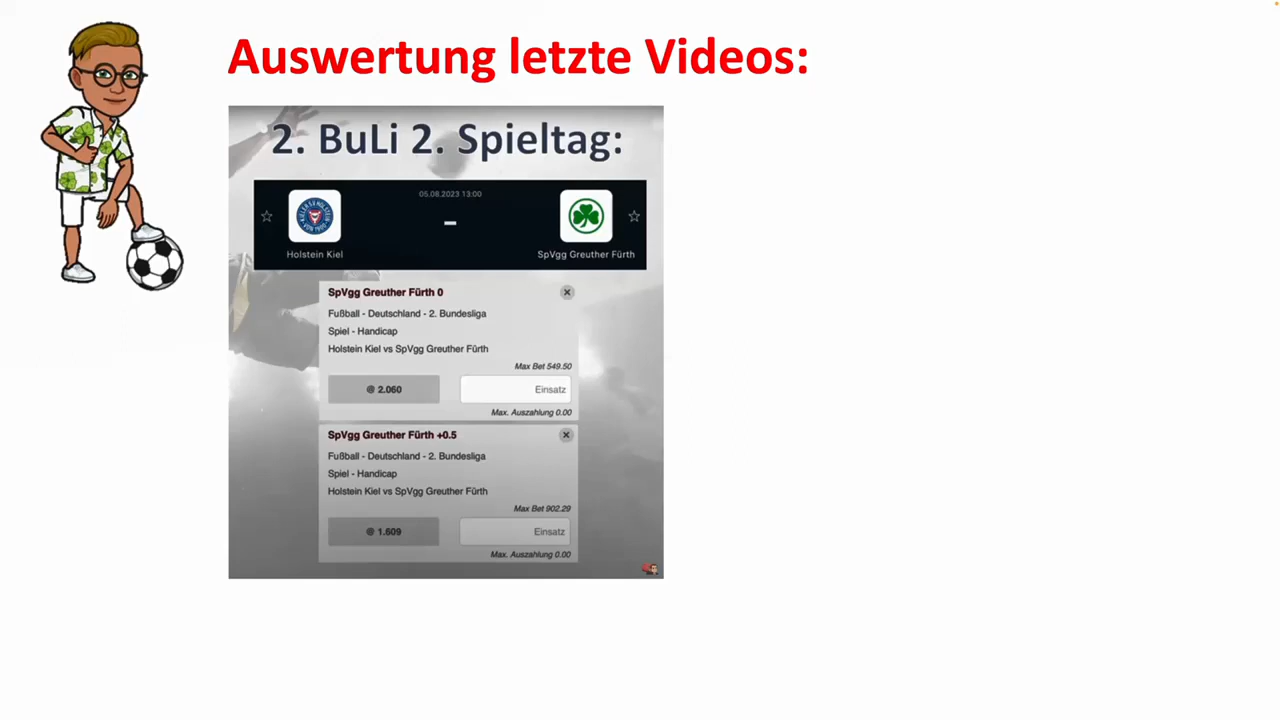 Auswertung letzte Videos:
2. BuLi 2. Spieltag:
05.08.2023 13:00
-
Holstein Kiel
SpVgg Greuther Fürth
SpVgg Greuther Fürth 0
Fußball - Deutschland - 2. Bundesliga
Spiel - Handicap
Holstein Kiel vs SpVgg Greuther Fürth
Max Bet 549.50
@ 2.060
Einsatz
Max. Auszahlung 0.00
SpVgg Greuther Fürth +0.5
Fußball - Deutschland - 2. Bundesliga
Spiel - Handicap
Holstein Kiel vs SpVgg Greuther Fürth
Max Bet 902.29
@ 1.609
Einsatz
Max. Auszahlung 0.00